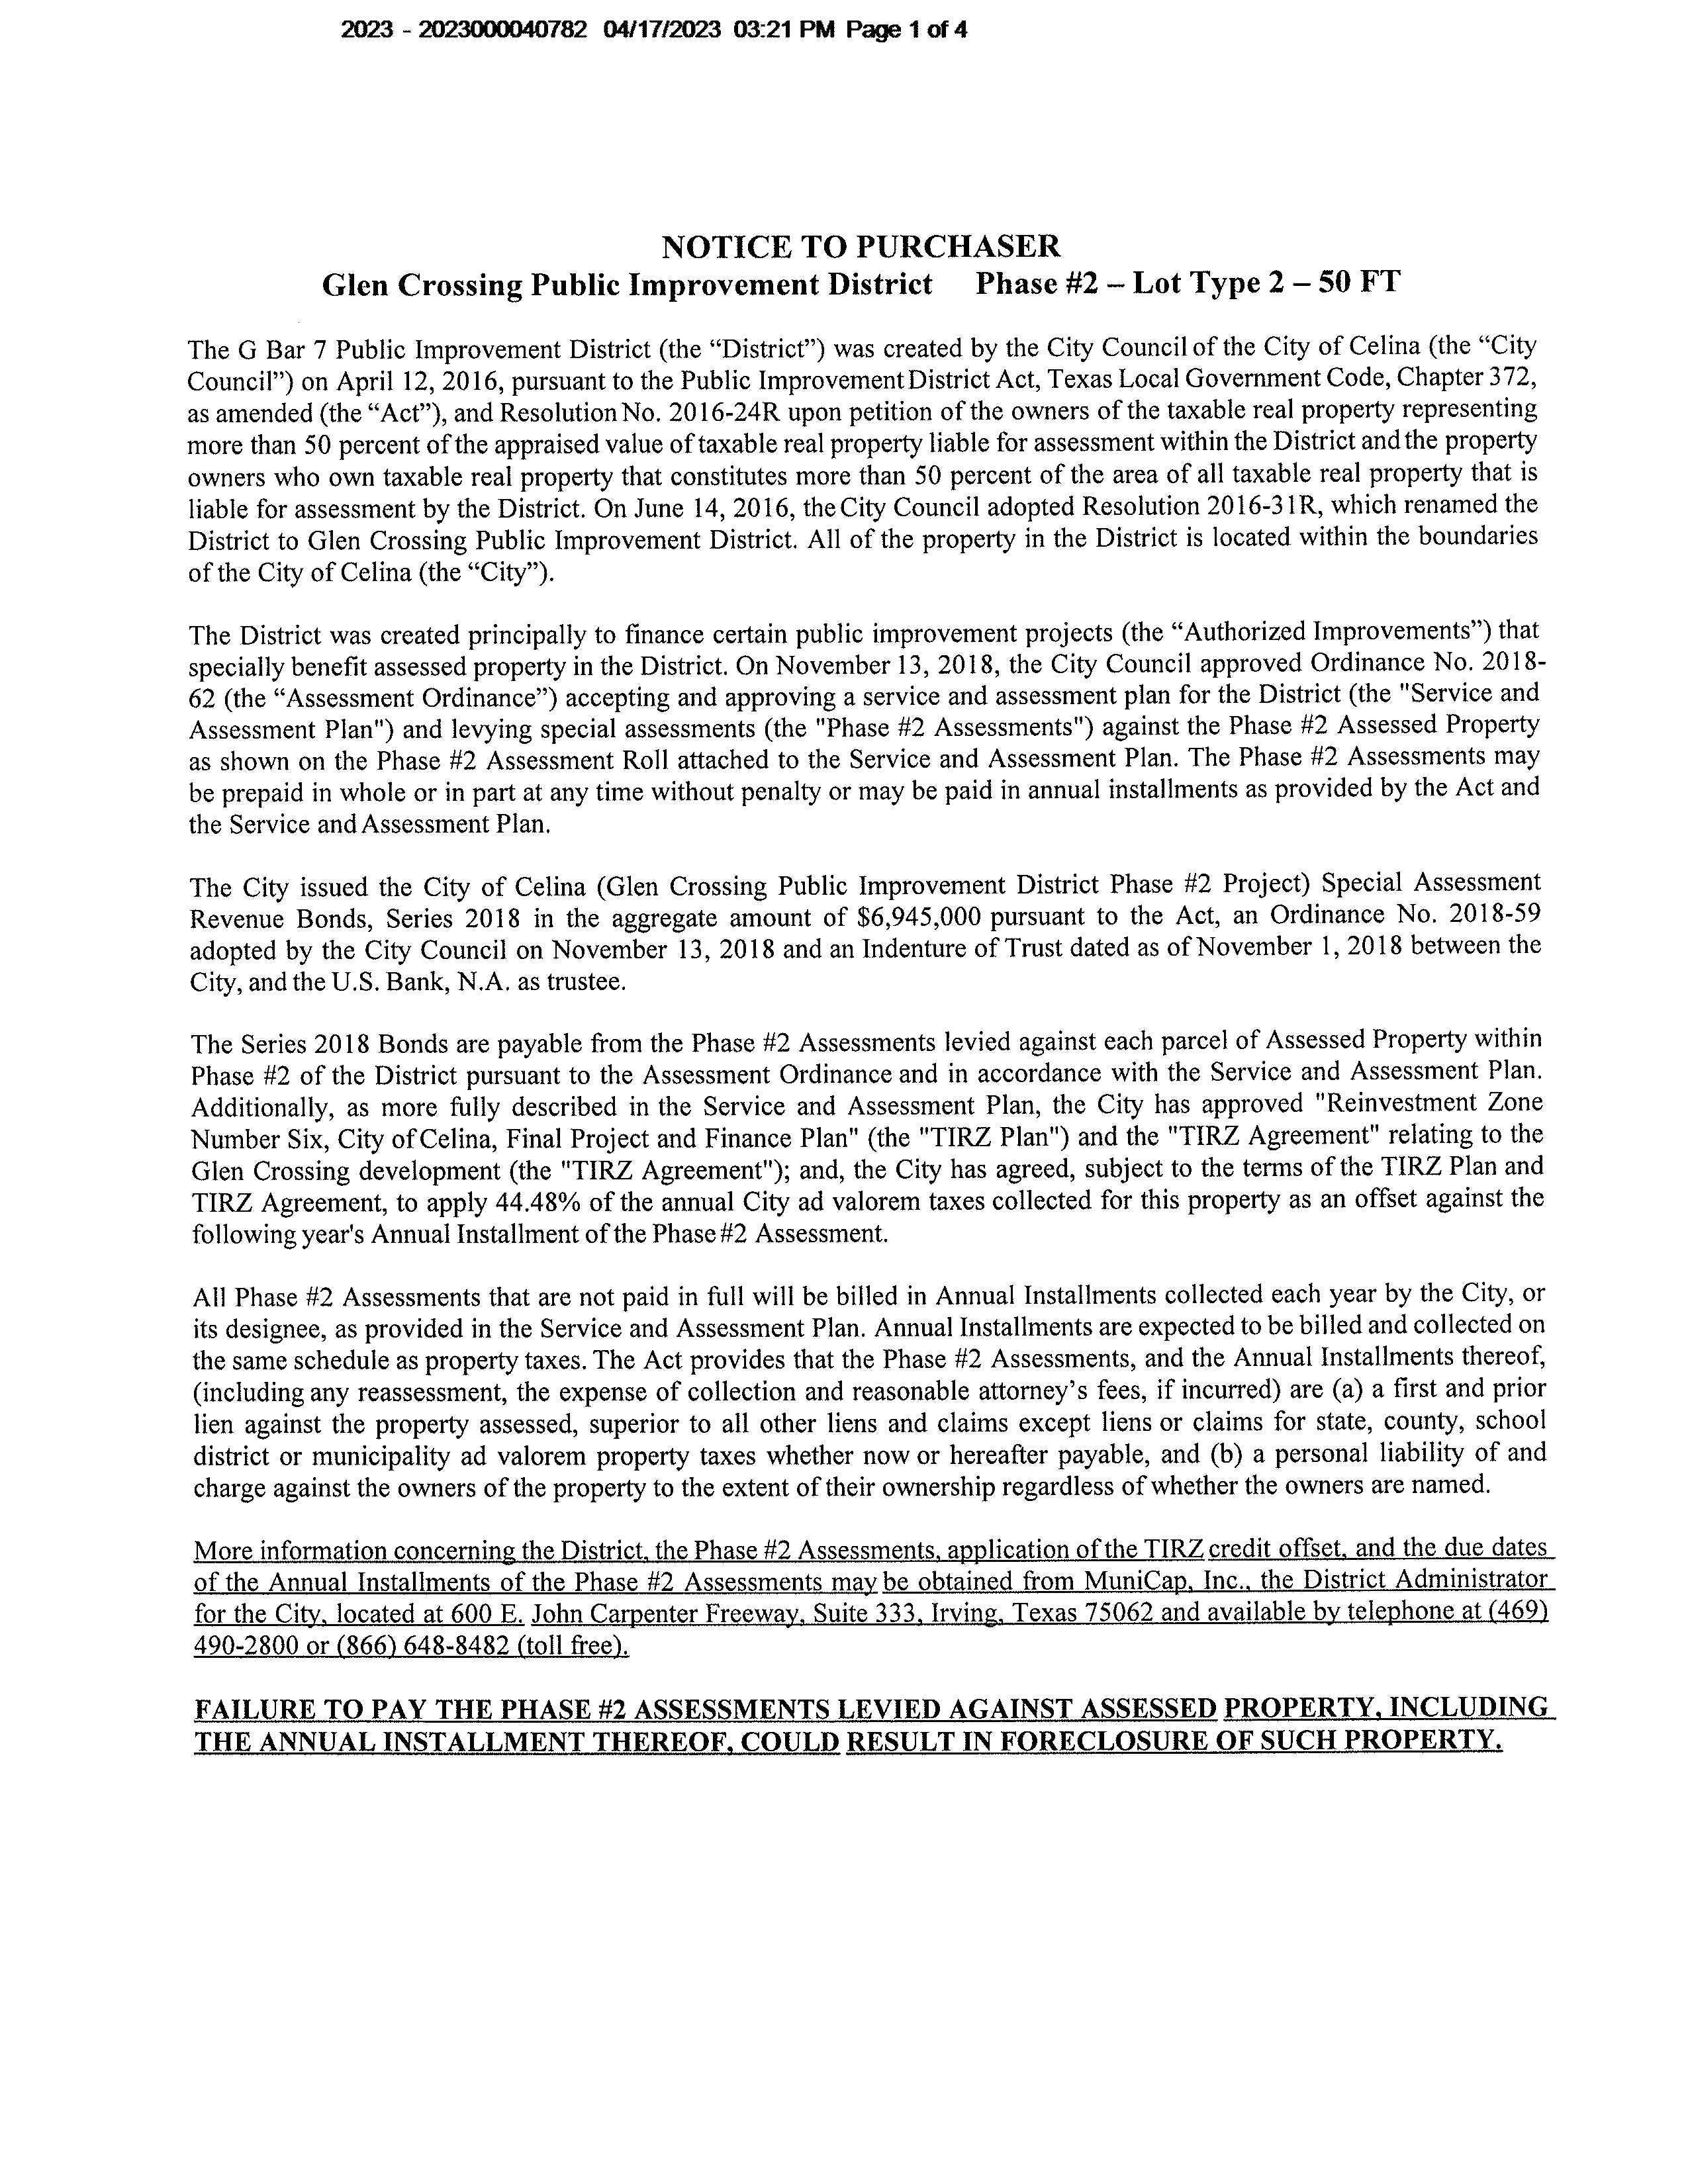 2023 - 2023000040782 04/17/2023 03:21 PM Page 1 of 4
NOTICE TO PURCHASER
Glen Crossing Public Improvement District Phase #2 – Lot Type 2 – 50 FT
The G Bar 7 Public Improvement District (the “District”) was created by the City Council of the City of Celina (the “City
Council”) on April 12, 2016, pursuant to the Public Improvement District Act, Texas Local Government Code, Chapter 372,
as amended (the “Act”), and Resolution No. 2016-24R upon petition of the owners of the taxable real property representing
more than 50 percent of the appraised value of taxable real property liable for assessment within the District and the property
owners who own taxable real property that constitutes more than 50 percent of the area of all taxable real property that is
liable for assessment by the District. On June 14, 2016, the City Council adopted Resolution 2016-31R, which renamed the
District to Glen Crossing Public Improvement District. All of the property in the District is located within the boundaries
of the City of Celina (the “City”).
The District was created principally to finance certain public improvement projects (the “Authorized Improvements”) that
specially benefit assessed property in the District. On November 13, 2018, the City Council approved Ordinance No. 2018-
62 (the “Assessment Ordinance”) accepting and approving a service and assessment plan for the District (the "Service and
Assessment Plan") and levying special assessments (the "Phase #2 Assessments") against the Phase #2 Assessed Property
as shown on the Phase #2 Assessment Roll attached to the Service and Assessment Plan. The Phase #2 Assessments may
be prepaid in whole or in part at any time without penalty or may be paid in annual installments as provided by the Act and
the Service and Assessment Plan.
The City issued the City of Celina (Glen Crossing Public Improvement District Phase #2 Project) Special Assessment
Revenue Bonds, Series 2018 in the aggregate amount of $6,945,000 pursuant to the Act, an Ordinance No. 2018-59
adopted by the City Council on November 13, 2018 and an Indenture of Trust dated as of November 1, 2018 between the
City, and the U.S. Bank, N.A. as trustee.
The Series 2018 Bonds are payable from the Phase #2 Assessments levied against each parcel of Assessed Property within
Phase #2 of the District pursuant to the Assessment Ordinance and in accordance with the Service and Assessment Plan.
Additionally, as more fully described in the Service and Assessment Plan, the City has approved "Reinvestment Zone
Number Six, City of Celina, Final Project and Finance Plan" (the "TIRZ Plan") and the "TIRZ Agreement" relating to the
Glen Crossing development (the "TIRZ Agreement"); and, the City has agreed, subject to the terms of the TIRZ Plan and
TIRZ Agreement, to apply 44.48% of the annual City ad valorem taxes collected for this property as an offset against the
following year's Annual Installment of the Phase #2 Assessment.
All Phase #2 Assessments that are not paid in full will be billed in Annual Installments collected each year by the City, or
its designee, as provided in the Service and Assessment Plan. Annual Installments are expected to be billed and collected on
the same schedule as property taxes. The Act provides that the Phase #2 Assessments, and the Annual Installments thereof,
(including any reassessment, the expense of collection and reasonable attorney’s fees, if incurred) are (a) a first and prior
lien against the property assessed, superior to all other liens and claims except liens or claims for state, county, school
district or municipality ad valorem property taxes whether now or hereafter payable, and (b) a personal liability of and
charge against the owners of the property to the extent of their ownership regardless of whether the owners are named.
More information concerning the District, the Phase #2 Assessments, application of the TIRZ credit offset, and the due dates
of the Annual Installments of the Phase #2 Assessments may be obtained from MuniCap, Inc., the District Administrator
for the City, located at 600 E. John Carpenter Freeway, Suite 333, Irving, Texas 75062 and available by telephone at (469)
490-2800 or (866) 648-8482 (toll free).
FAILURE TO PAY THE PHASE #2 ASSESSMENTS LEVIED AGAINST ASSESSED PROPERTY, INCLUDING
THE ANNUAL INSTALLMENT THEREOF, COULD RESULT IN FORECLOSURE OF SUCH PROPERTY.